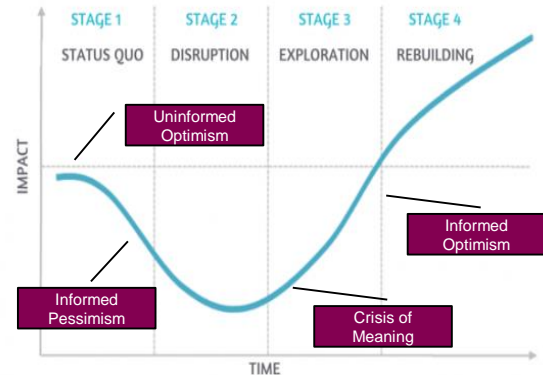 STAGE 1
STAGE 2
STAGE 3
STAGE 4
STATUS QUO
DISRUPTION
EXPLORATION
REBUILDING
Uninformed
Optimism
IMPACT
Informed
Optimism
Informed
Pessimism
Crisis of
Meaning
TIME